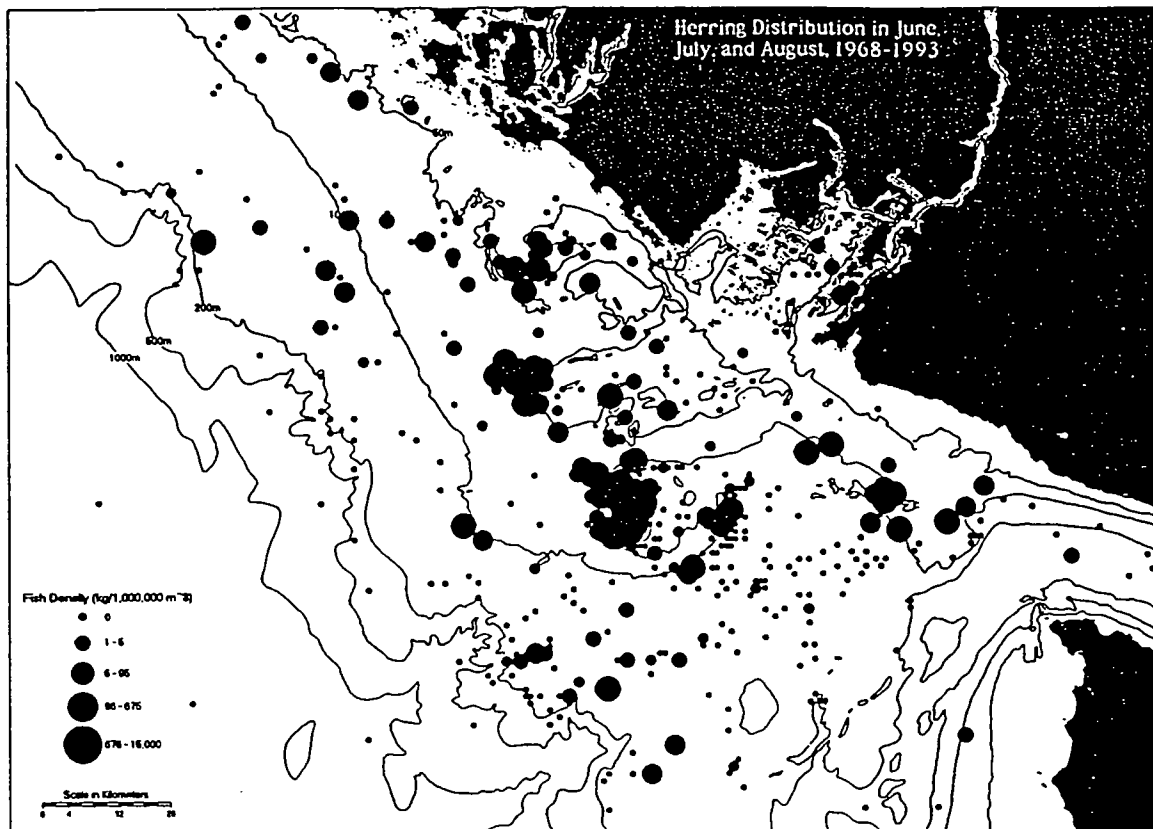 Herring Distribution in June,
July, and August, 1968-1993
50m
10
200m
500m
1000m
Fish Density (kg/1,000,000 m^3)
0
1 - 5
6 - 95
96 - 675
676 - 15,000
Scale in Kilometers
0 4 12 20